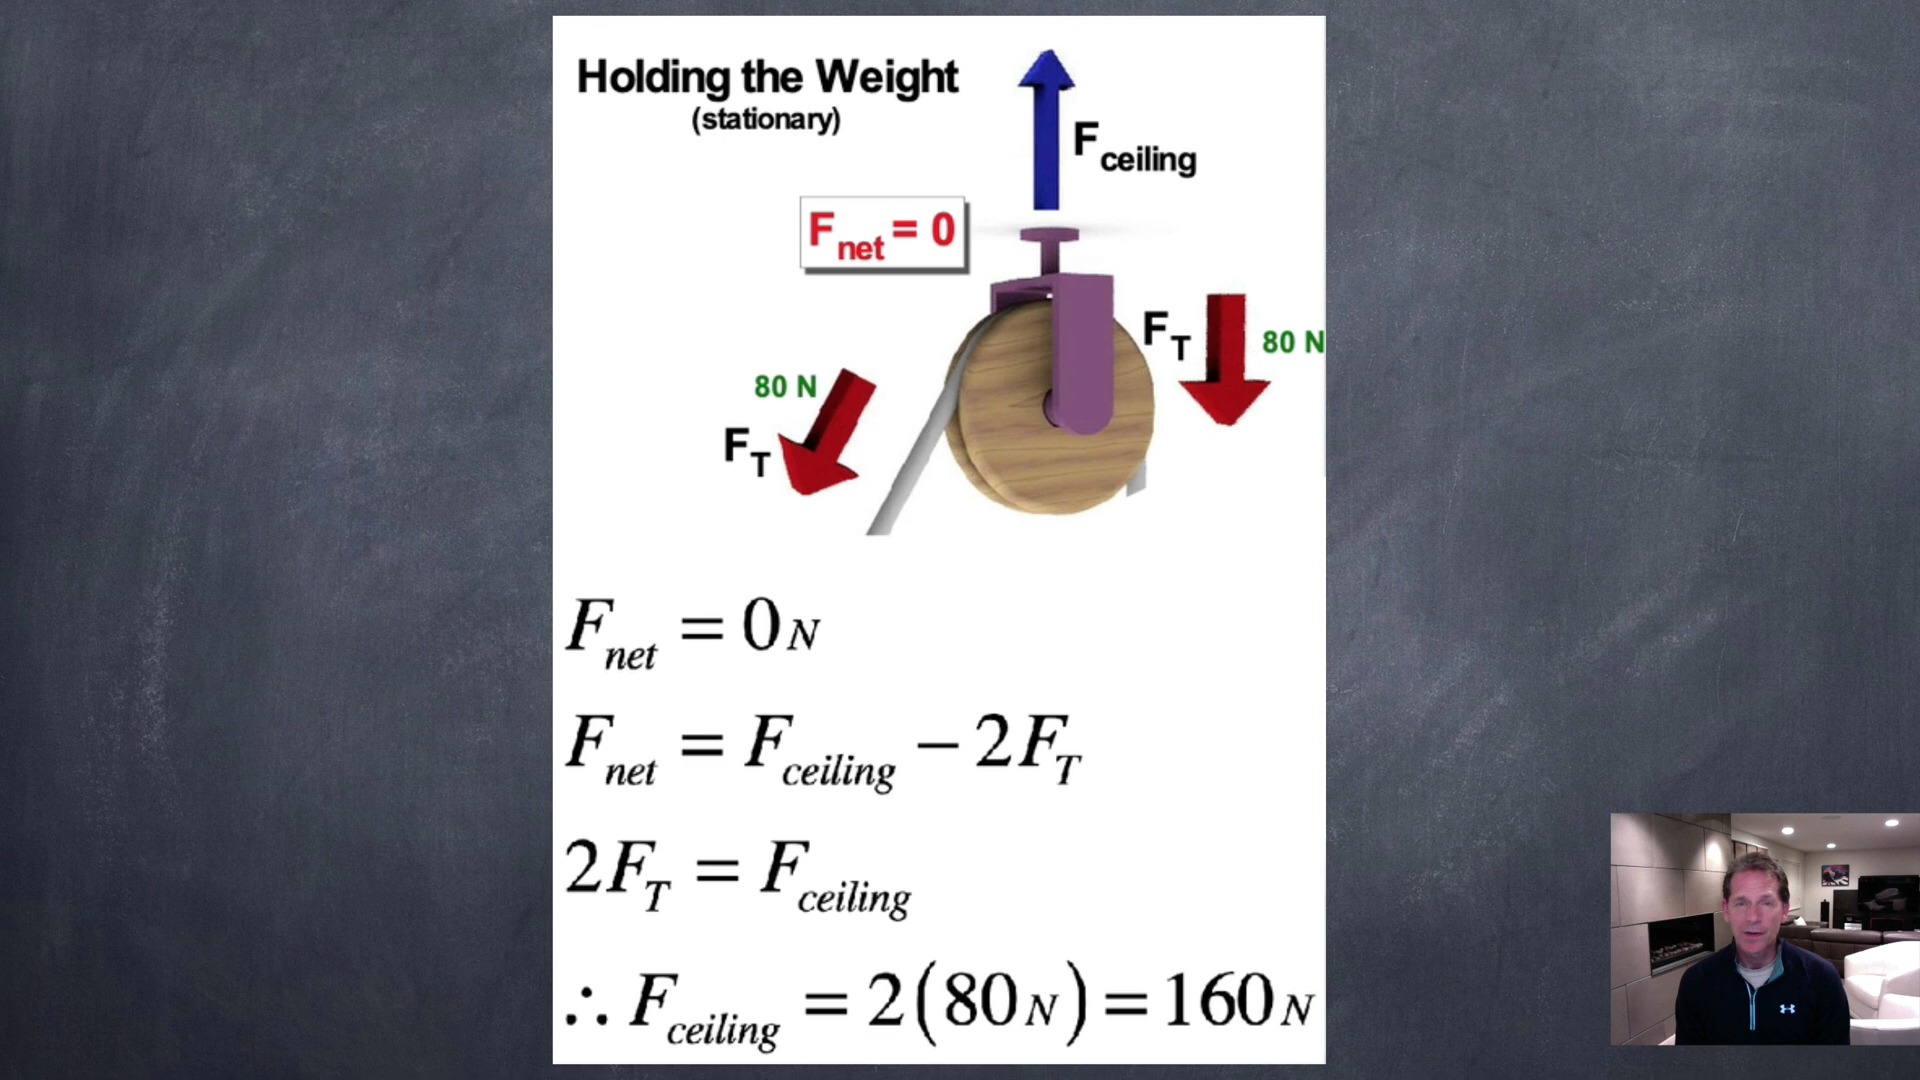 Holding the Weight
(stationary)
F ceiling
F net = 0
F T 80 N
80 N
F T
F net = 0 N
F net = F ceiling − 2F T
2F T = F ceiling
∴ F ceiling = 2(80 N) = 160 N